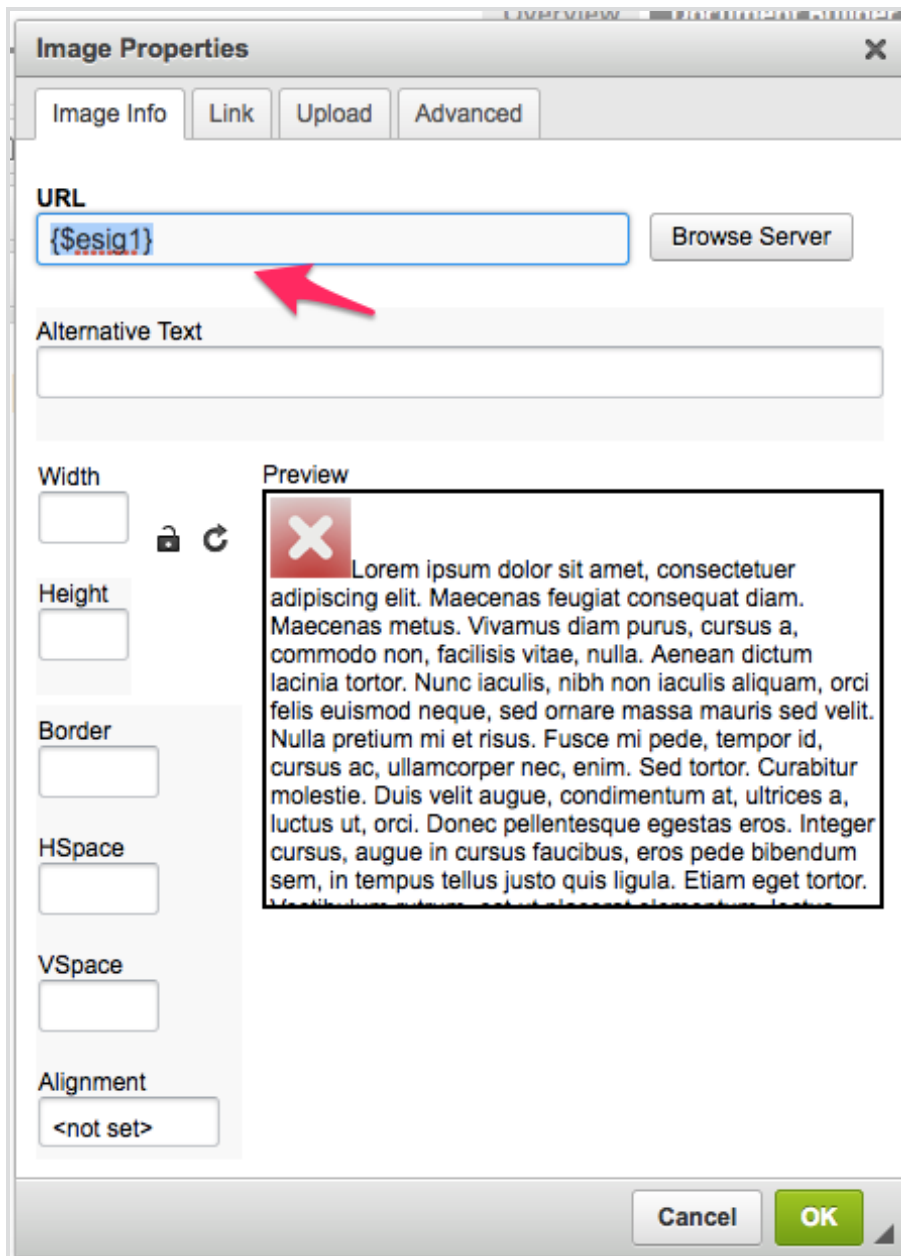 Overview Document Builder
Image Properties
Image Info Link Upload Advanced
URL
{$esig1} Browse Server
Alternative Text
Width
Height
Border
HSpace
VSpace
Alignment
<not set>
Preview
Lorem ipsum dolor sit amet, consectetuer
adipiscing elit. Maecenas feugiat consequat diam.
Maecenas metus. Vivamus diam purus, cursus a,
commodo non, facilisis vitae, nulla. Aenean dictum
lacinia tortor. Nunc iaculis, nibh non iaculis aliquam, orci
felis euismod neque, sed ornare massa mauris sed velit.
Nulla pretium mi et risus. Fusce mi pede, tempor id,
cursus ac, ullamcorper nec, enim. Sed tortor. Curabitur
molestie. Duis velit augue, condimentum at, ultrices a,
luctus ut, orci. Donec pellentesque egestas eros. Integer
cursus, augue in cursus faucibus, eros pede bibendum
sem, in tempus tellus justo quis ligula. Etiam eget tortor.
Cancel OK